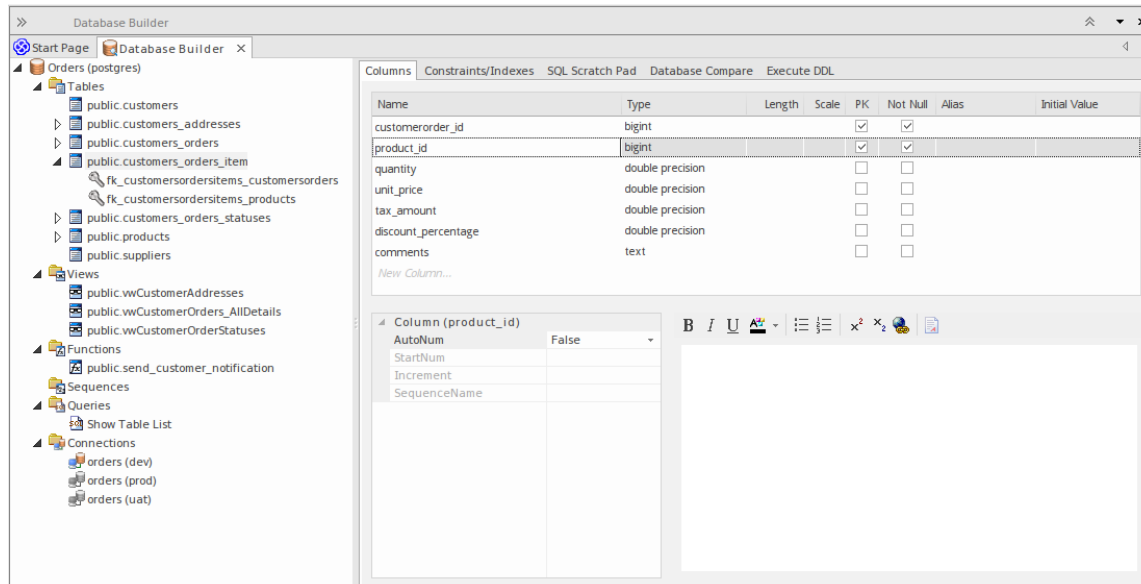 Database Builder
Start Page
Database Builder
Orders (postgres)
Tables
public.customers
public.customers_addresses
public.customers_orders
public.customers_orders_item
fk_customersordersitems_customersorders
fk_customersordersitems_products
public.customers_orders_statuses
public.products
public.suppliers
Views
public.vwCustomerAddresses
public.vwCustomerOrders_AllDetails
public.vwCustomerOrderStatuses
Functions
public.send_customer_notification
Sequences
Queries
Show Table List
Connections
orders (dev)
orders (prod)
orders (uat)
Columns Constraints/Indexes SQL Scratch Pad Database Compare Execute DDL
Name Type Length Scale PK Not Null Alias Initial Value
customerorder_id bigint
product_id bigint
quantity double precision
unit_price double precision
tax_amount double precision
discount_percentage double precision
comments text
New Column...
Column (product_id)
AutoNum False
StartNum
Increment
SequenceName
B I U A x² x₂